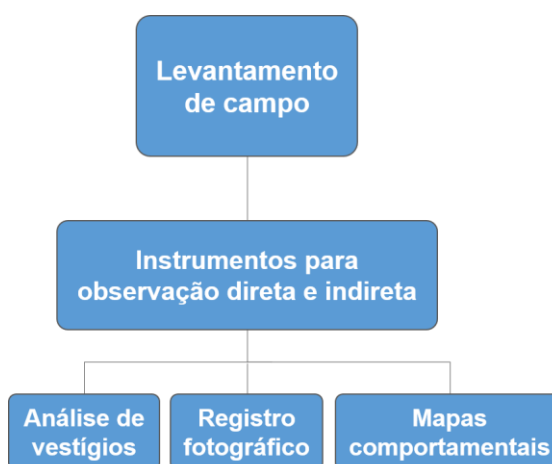 Levantamento
de campo
Instrumentos para
observação direta e indireta
Análise de
vestígios
Registro
fotográfico
Mapas
comportamentais